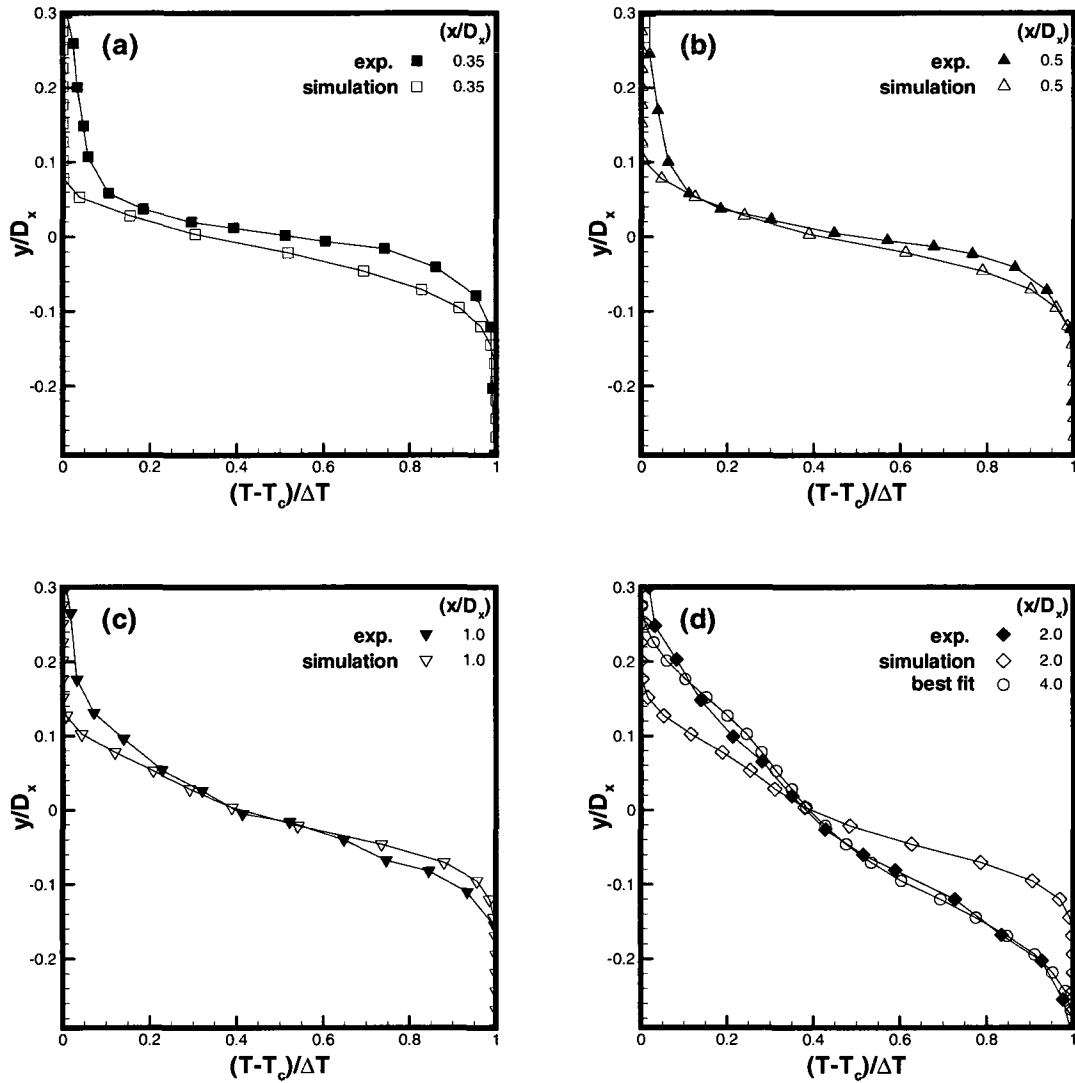 (a)
(x/Dx)
exp. 0.35
simulation 0.35
0.3
0.2
0.1
0
-0.1
-0.2
y/Dx
0 0.2 0.4 0.6 0.8 1
(T-Tc)/ΔT
(b)
(x/Dx)
exp. 0.5
simulation 0.5
0.3
0.2
0.1
0
-0.1
-0.2
y/Dx
0 0.2 0.4 0.6 0.8 1
(T-Tc)/ΔT
(c)
(x/Dx)
exp. 1.0
simulation 1.0
0.3
0.2
0.1
0
-0.1
-0.2
y/Dx
0 0.2 0.4 0.6 0.8 1
(T-Tc)/ΔT
(d)
(x/Dx)
exp. 2.0
simulation 2.0
best fit 4.0
0.3
0.2
0.1
0
-0.1
-0.2
y/Dx
0 0.2 0.4 0.6 0.8 1
(T-Tc)/ΔT